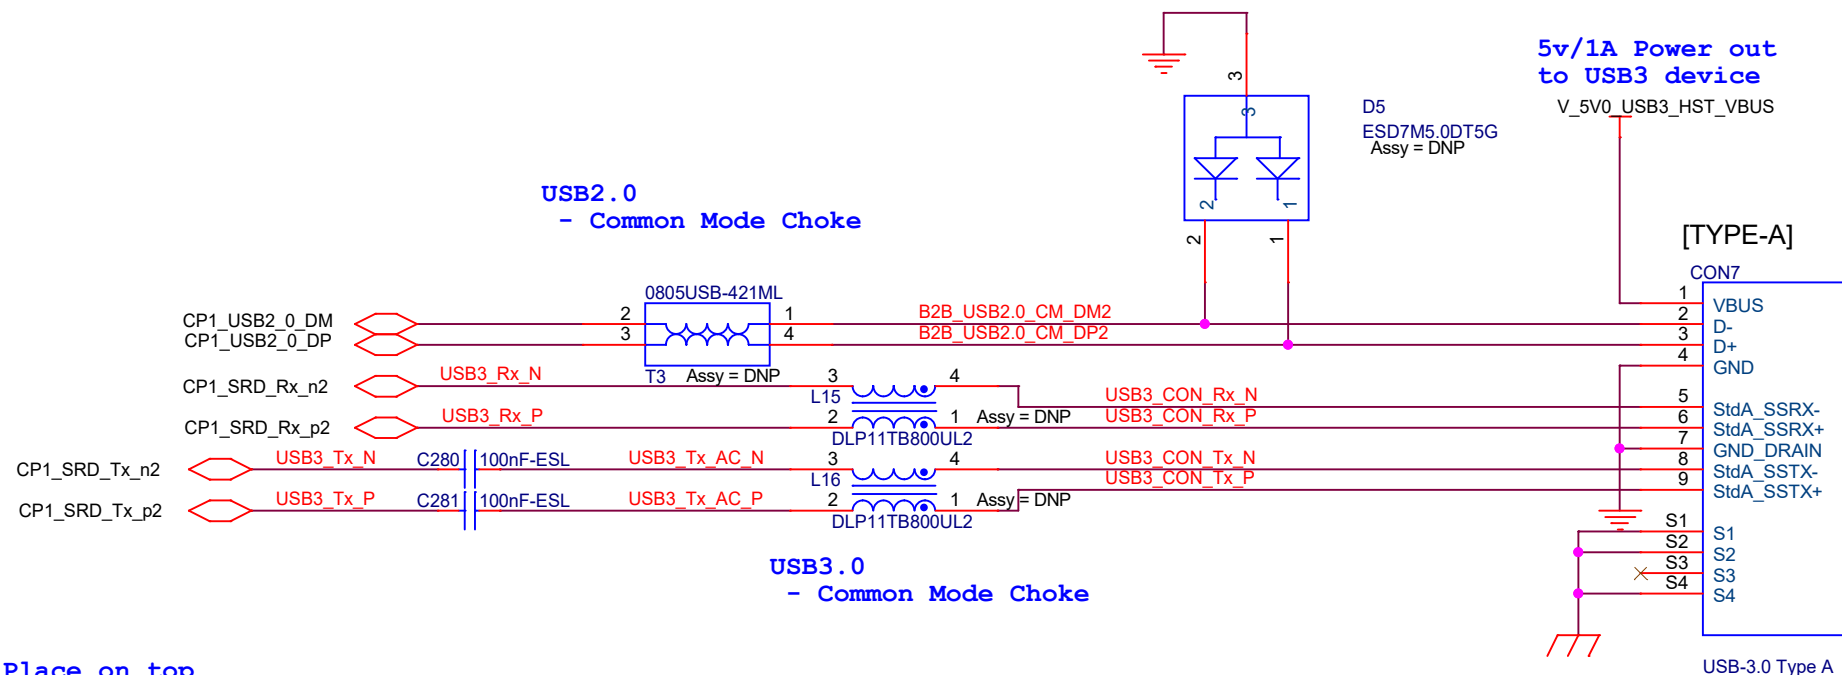 5v/1A Power out
to USB3 device
V_5V0_USB3_HST_VBUS
3
3
D5
ESD7M5.0DT5G
Assy = DNP
2
1
2
1
USB2.0
- Common Mode Choke
[TYPE-A]
CON7
0805USB-421ML
CP1_USB2_0_DM
2
1
B2B_USB2.0_CM_DM2
CP1_USB2_0_DP
3
4
B2B_USB2.0_CM_DP2
T3
Assy = DNP
1
VBUS
2
D-
3
D+
4
GND
CP1_SRD_Rx_n2
USB3_Rx_N
3
4
L15
USB3_CON_Rx_N
5
StdA_SSRX-
CP1_SRD_Rx_p2
USB3_Rx_P
2
1
Assy = DNP
USB3_CON_Rx_P
6
StdA_SSRX+
DLP11TB800UL2
7
GND_DRAIN
CP1_SRD_Tx_n2
USB3_Tx_N
C280
100nF-ESL
USB3_Tx_AC_N
3
4
L16
USB3_CON_Tx_N
8
StdA_SSTX-
CP1_SRD_Tx_p2
USB3_Tx_P
C281
100nF-ESL
USB3_Tx_AC_P
2
1
Assy = DNP
USB3_CON_Tx_P
9
StdA_SSTX+
DLP11TB800UL2
S1
S1
S2
S2
S3
S3
S4
S4
USB3.0
- Common Mode Choke
Place on top
USB-3.0 Type A